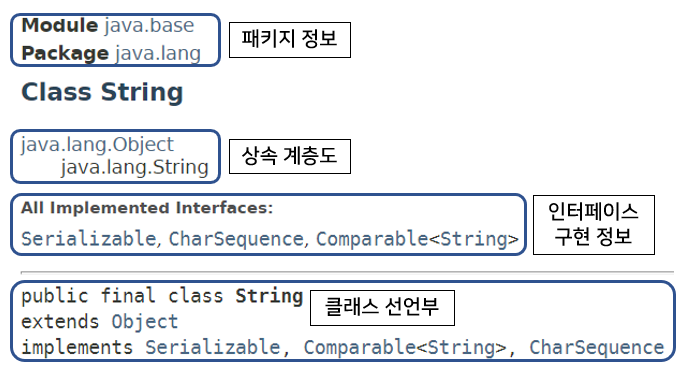 Module java.base
Package java.lang
패키지 정보
Class String
java.lang.Object
java.lang.String
상속 계층도
All Implemented Interfaces:
Serializable, CharSequence, Comparable<String>
인터페이스
구현 정보
public final class String
클래스 선언부
extends Object
implements Serializable, Comparable<String>, CharSequence